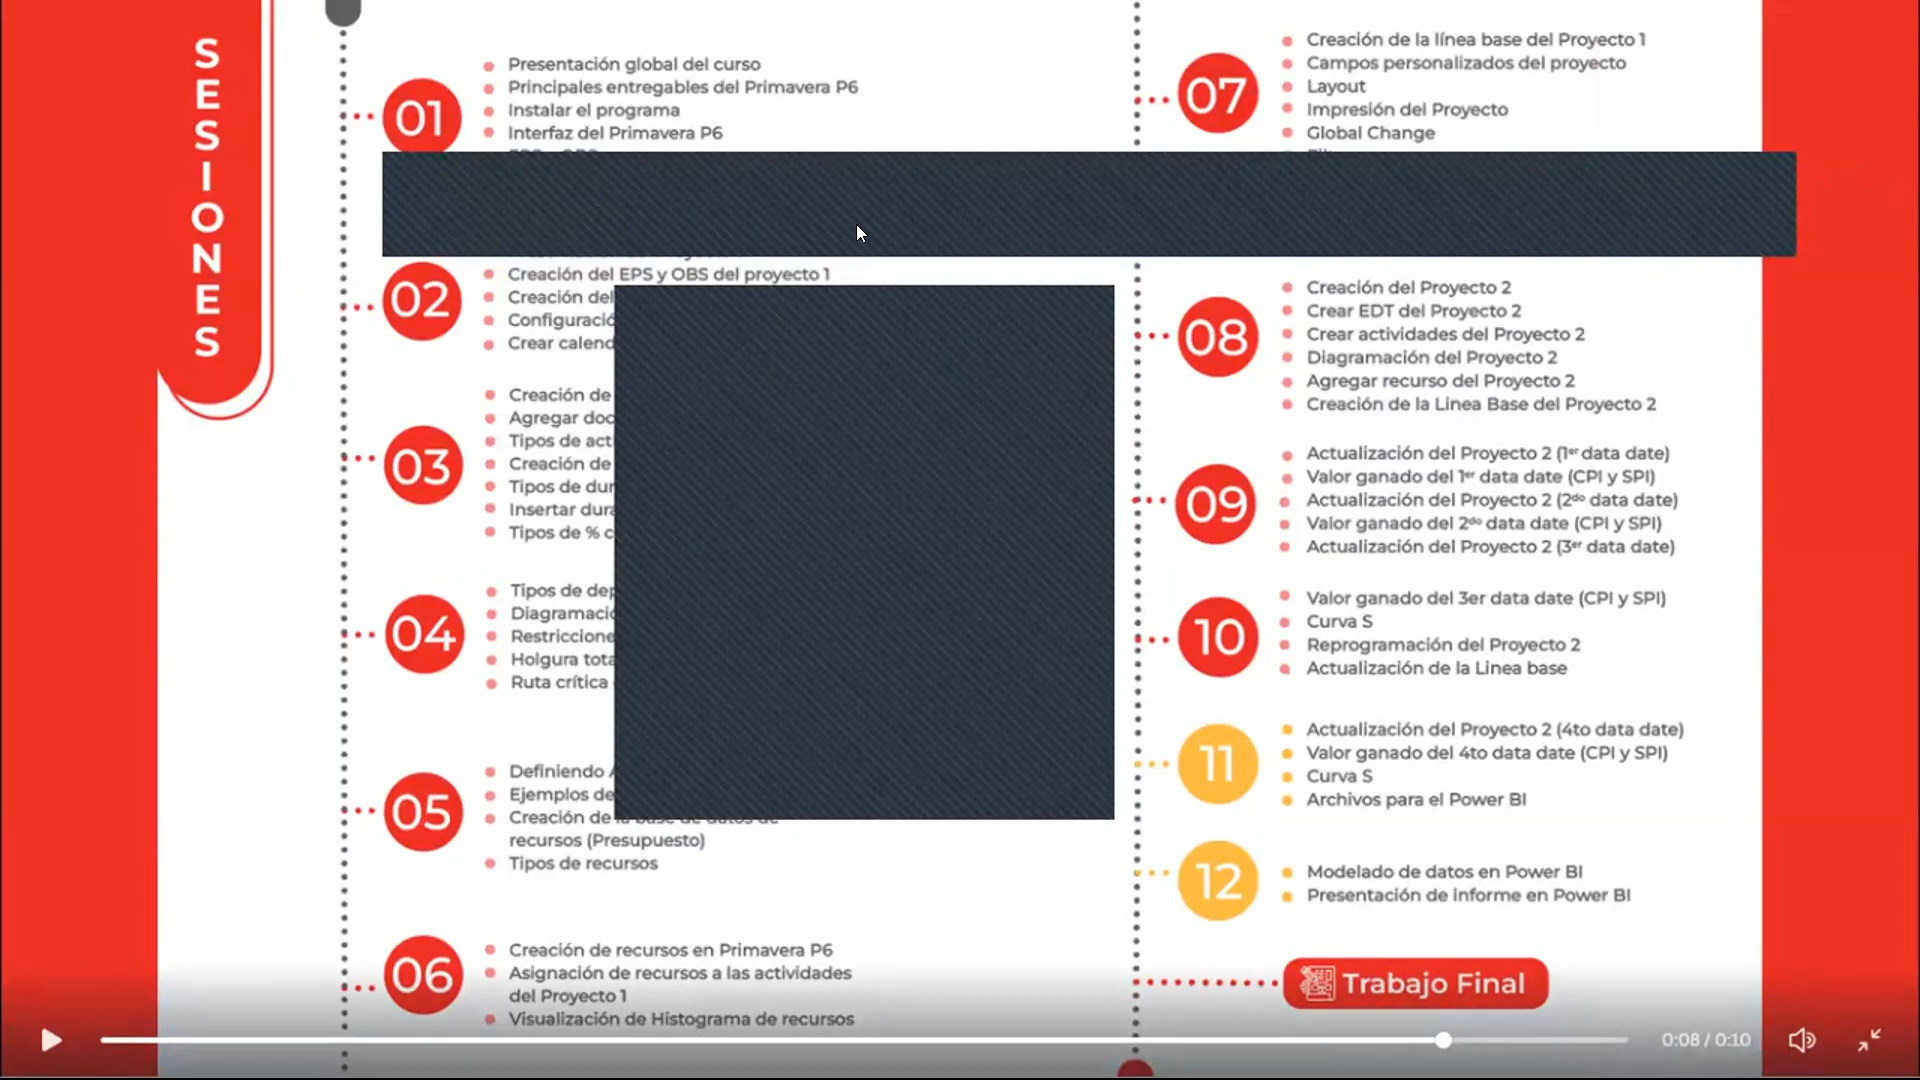 SESIONES
01
Presentación global del curso
Principales entregables del Primavera P6
Instalar el programa
Interfaz del Primavera P6
02
Creación del EPS y OBS del proyecto 1
Creación del
Crear
03
Creación de
Agregar
Tipos de
Creación de
Tipos de
Insertar
Tipos de %
04
Tipos de
Holgura
Ruta crítica
05
Definiendo
Ejemplos de
Creación de la base de datos de
recursos (Presupuesto)
Tipos de recursos
06
Creación de recursos en Primavera P6
Asignación de recursos a las actividades
del Proyecto 1
Visualización de Histograma de recursos
07
Creación de la línea base del Proyecto 1
Campos personalizados del proyecto
Layout
Impresión del Proyecto
Global Change
08
Creación del Proyecto 2
Crear EDT del Proyecto 2
Crear actividades del Proyecto 2
Diagramación del Proyecto 2
Agregar recurso del Proyecto 2
Creación de la Linea Base del Proyecto 2
09
Actualización del Proyecto 2 (1er data date)
Valor ganado del 1er data date (CPI y SPI)
Actualización del Proyecto 2 (2do data date)
Valor ganado del 2do data date (CPI y SPI)
Actualización del Proyecto 2 (3er data date)
10
Valor ganado del 3er data date (CPI y SPI)
Curva S
Reprogramación del Proyecto 2
Actualización de la Linea base
11
Actualización del Proyecto 2 (4to data date)
Valor ganado del 4to data date (CPI y SPI)
Curva S
Archivos para el Power BI
12
Modelado de datos en Power BI
Presentación de informe en Power BI
Trabajo Final
0:08 / 0:10